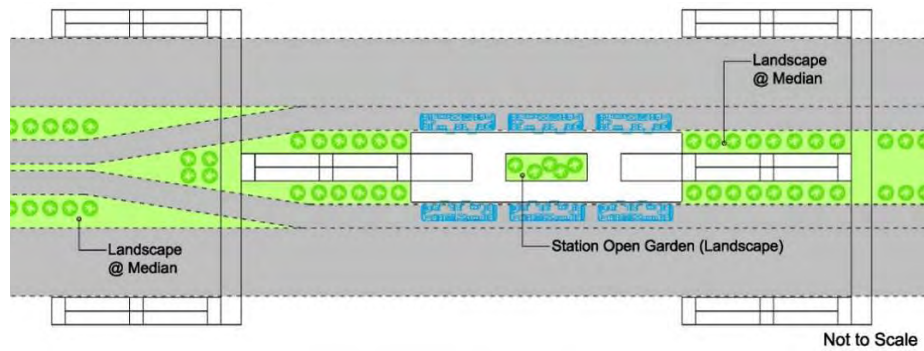 Landscape
@ Median
Landscape
@ Median
Station Open Garden (Landscape)
Not to Scale